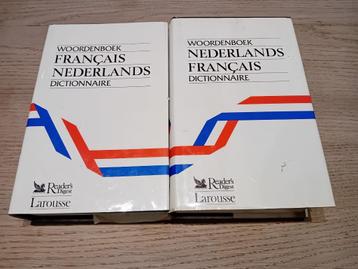 WOORDENBOEK
FRANÇAIS
NEDERLANDS
DICTIONNAIRE
Reader's
Digest
Larousse
WOORDENBOEK
NEDERLANDS
FRANÇAIS
DICTIONNAIRE
Reader's
Digest
Larousse